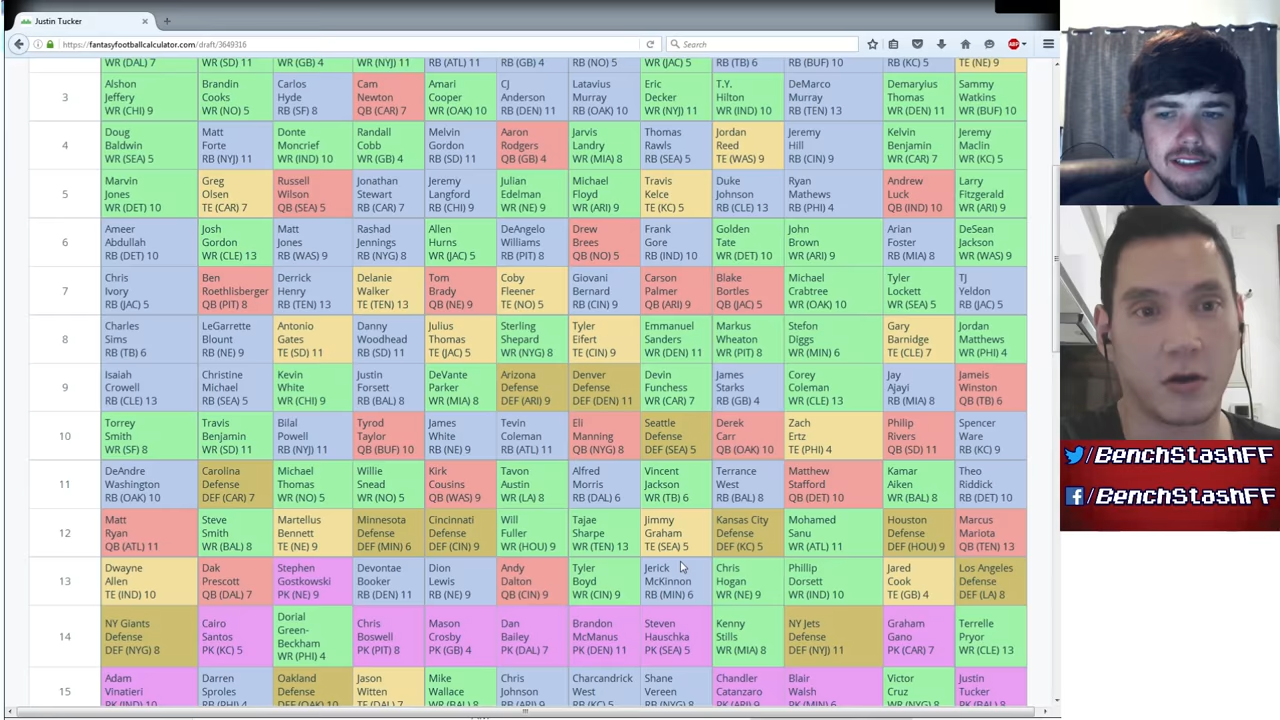 Justin Tucker
https://fantasyfootballcalculator.com/draft/3649316
Search
ABP
WR (DAL) 7 WR (SD) 11 WR (GB) 4 WR (NYJ) 11 RB (ATL) 11 RB (GB) 4 RB (NO) 5 WR (JAC) 5 RB (TB) 6 RB (BUF) 10 RB (KC) 5 TE (NE) 9
Alshon Brandin Carlos Cam Amari CJ Latavius Eric T.Y. DeMarco Demaryius Sammy
3 Jeffery Cooks Hyde Newton Cooper Anderson Murray Decker Hilton Murray Thomas Watkins
WR (CHI) 9 WR (NO) 5 RB (SF) 8 QB (CAR) 7 WR (OAK) 10 RB (DEN) 11 RB (OAK) 10 WR (NYJ) 11 WR (IND) 10 RB (TEN) 13 WR (DEN) 11 WR (BUF) 10
Doug Matt Donte Randall Melvin Aaron Jarvis Thomas Jordan Jeremy Kelvin Jeremy
4 Baldwin Forte Moncrief Cobb Gordon Rodgers Landry Rawls Reed Hill Benjamin Maclin
WR (SEA) 5 RB (NYJ) 11 WR (IND) 10 WR (GB) 4 RB (SD) 11 QB (GB) 4 WR (MIA) 8 RB (SEA) 5 TE (WAS) 9 RB (CIN) 9 WR (CAR) 7 WR (KC) 5
Marvin Greg Russell Jonathan Jeremy Julian Michael Travis Duke Ryan Andrew Larry
5 Jones Olsen Wilson Stewart Langford Edelman Floyd Kelce Johnson Mathews Luck Fitzgerald
WR (DET) 10 TE (CAR) 7 QB (SEA) 5 RB (CAR) 7 RB (CHI) 9 WR (NE) 9 WR (ARI) 9 TE (KC) 5 RB (CLE) 13 RB (PHI) 4 QB (IND) 10 WR (ARI) 9
Ameer Josh Matt Rashad Allen DeAngelo Drew Frank Golden John Arian DeSean
6 Abdullah Gordon Jones Jennings Hurns Williams Brees Gore Tate Brown Foster Jackson
RB (DET) 10 WR (CLE) 13 RB (WAS) 9 RB (NYG) 8 WR (JAC) 5 RB (PIT) 8 QB (NO) 5 RB (IND) 10 WR (DET) 10 WR (ARI) 9 RB (MIA) 8 WR (WAS) 9
Chris Ben Derrick Delanie Tom Coby Giovani Carson Blake Michael Tyler TJ
7 Ivory Roethlisberger Henry Walker Brady Fleener Bernard Palmer Bortles Crabtree Lockett Yeldon
RB (JAC) 5 QB (PIT) 8 RB (TEN) 13 TE (TEN) 13 QB (NE) 9 TE (NO) 5 RB (CIN) 9 QB (ARI) 9 QB (JAC) 5 WR (OAK) 10 WR (SEA) 5 RB (JAC) 5
Charles LeGarrette Antonio Danny Julius Sterling Tyler Emmanuel Markus Stefon Gary Jordan
8 Sims Blount Gates Woodhead Thomas Shepard Eifert Sanders Wheaton Diggs Barnidge Matthews
RB (TB) 6 RB (NE) 9 TE (SD) 11 RB (SD) 11 TE (JAC) 5 WR (NYG) 8 TE (CIN) 9 WR (DEN) 11 WR (PIT) 8 WR (MIN) 6 TE (CLE) 7 WR (PHI) 4
Isaiah Christine Kevin Justin DeVante Arizona Denver Devin James Corey Jay Jameis
9 Crowell Michael White Forsett Parker Defense Defense Funchess Starks Coleman Ajayi Winston
RB (CLE) 13 RB (SEA) 5 WR (CHI) 9 RB (BAL) 8 WR (MIA) 8 DEF (ARI) 9 DEF (DEN) 11 WR (CAR) 7 RB (GB) 4 WR (CLE) 13 RB (MIA) 8 QB (TB) 6
Torrey Travis Bilal Tyrod James Tevin Eli Seattle Derek Zach Philip Spencer
10 Smith Benjamin Powell Taylor White Coleman Manning Defense Carr Ertz Rivers Ware
WR (SF) 8 WR (SD) 11 RB (NYJ) 11 QB (BUF) 10 RB (NE) 9 RB (ATL) 11 QB (NYG) 8 DEF (SEA) 5 QB (OAK) 10 TE (PHI) 4 QB (SD) 11 RB (KC) 9
DeAndre Carolina Michael Willie Kirk Tavon Alfred Vincent Terrance Matthew Kamar Theo
11 Washington Defense Thomas Snead Cousins Austin Morris Jackson West Stafford Aiken Riddick
RB (OAK) 10 DEF (CAR) 7 WR (NO) 5 WR (NO) 5 QB (WAS) 9 WR (LA) 8 RB (DAL) 6 WR (TB) 6 RB (BAL) 8 QB (DET) 10 WR (BAL) 8 RB (DET) 10
Matt Steve Martellus Minnesota Cincinnati Will Tajae Jimmy Kansas City Mohamed Houston Marcus
12 Ryan Smith Bennett Defense Defense Fuller Sharpe Graham Defense Sanu Defense Mariota
QB (ATL) 11 WR (BAL) 8 TE (NE) 9 DEF (MIN) 6 DEF (CIN) 9 WR (HOU) 9 WR (TEN) 13 TE (SEA) 5 DEF (KC) 5 WR (ATL) 11 DEF (HOU) 9 QB (TEN) 13
Dwayne Dak Stephen Devontae Dion Andy Tyler Jerick Chris Phillip Jared Los Angeles
13 Allen Prescott Gostkowski Booker Lewis Dalton Boyd McKinnon Hogan Dorsett Cook Defense
TE (IND) 10 QB (DAL) 7 PK (NE) 9 RB (DEN) 11 RB (NE) 9 QB (CIN) 9 WR (CIN) 9 RB (MIN) 6 WR (NE) 9 WR (IND) 10 TE (GB) 4 DEF (LA) 8
NY Giants Cairo Dorial Green- Chris Mason Dan Brandon Steven Kenny NY Jets Graham Terrelle
14 Defense Santos Beckham Boswell Crosby Bailey McManus Hauschka Stills Defense Gano Pryor
DEF (NYG) 8 PK (KC) 5 WR (PHI) 4 PK (PIT) 8 PK (GB) 4 PK (DAL) 7 PK (DEN) 11 PK (SEA) 5 WR (MIA) 8 DEF (NYJ) 11 PK (CAR) 7 WR (CLE) 13
Adam Darren Oakland Jason Mike Chris Charcandrick Shane Chandler Blair Victor Justin
15 Vinatieri Sproles Defense Witten Wallace Johnson West Vereen Catanzaro Walsh Cruz Tucker
PK (IND) 10 RB (PHI) 4 DEF (OAK) 10 TE (DAL) 7 WR (BAL) 8 RB (ARI) 9 RB (KC) 5 RB (NYG) 8 PK (ARI) 9 PK (MIN) 6 WR (NYG) 8 PK (BAL) 8
/BenchStashFF
/BenchStashFF